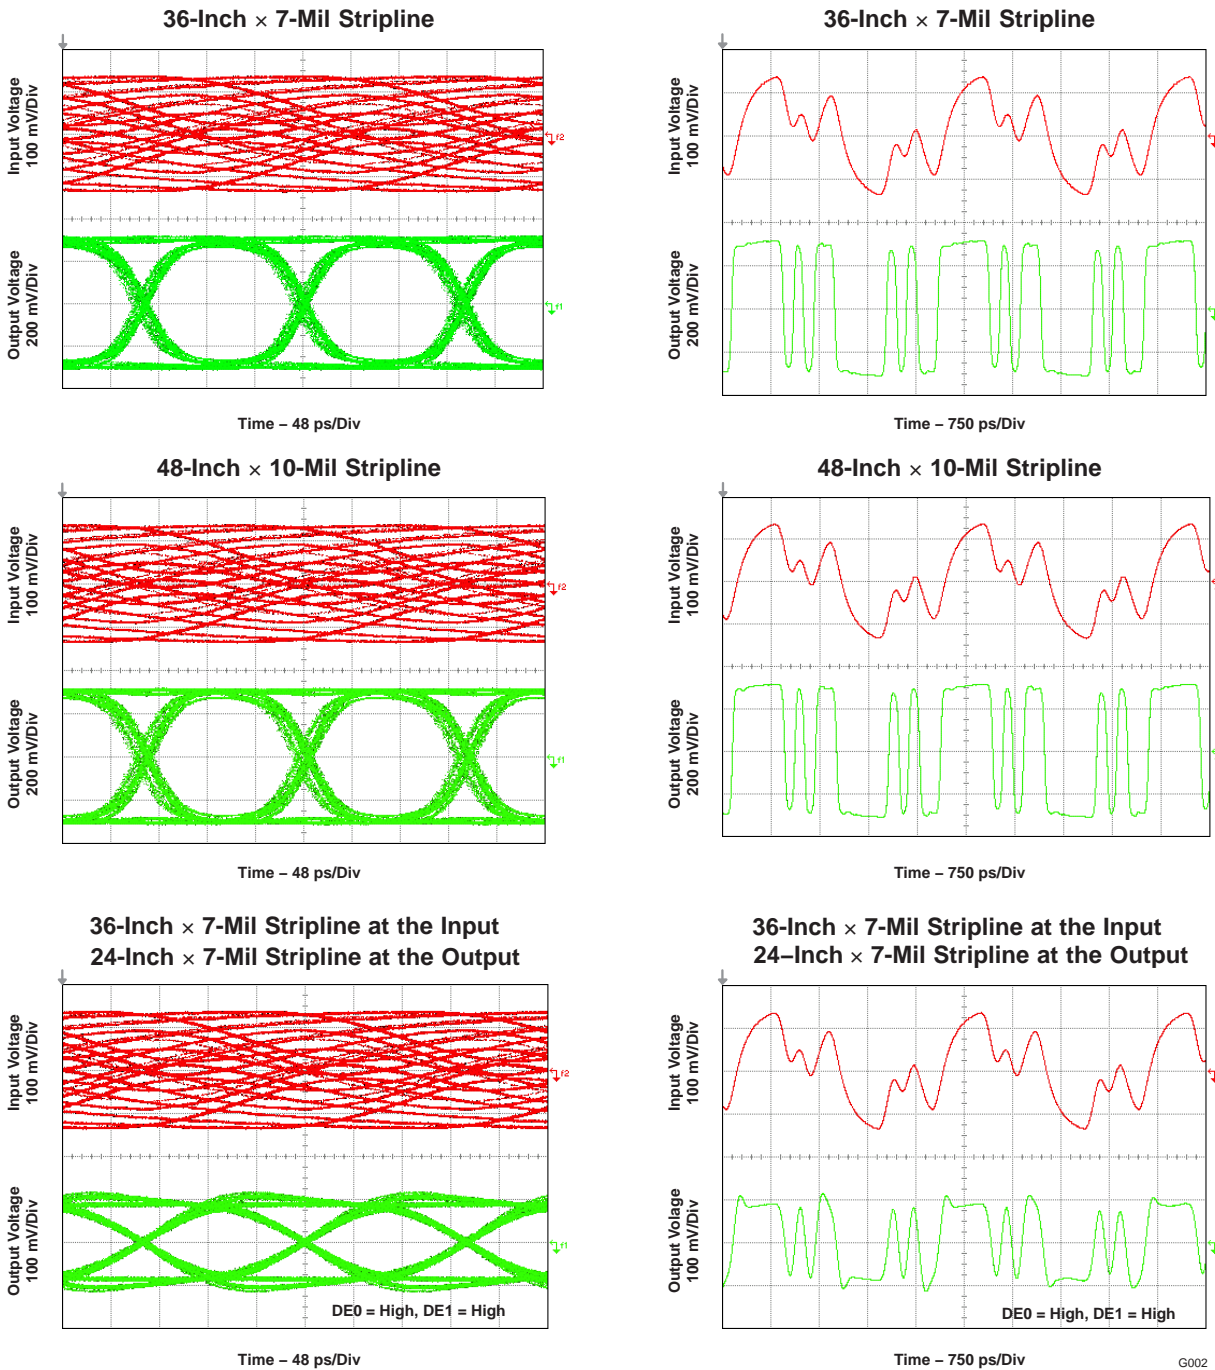 36-Inch × 7-Mil Stripline
Input Voltage
100 mV/Div
f2
Output Voltage
200 mV/Div
f1
Time – 48 ps/Div
36-Inch × 7-Mil Stripline
Input Voltage
100 mV/Div
Output Voltage
200 mV/Div
Time – 750 ps/Div
48-Inch × 10-Mil Stripline
Input Voltage
100 mV/Div
f2
Output Voltage
200 mV/Div
f1
Time – 48 ps/Div
48-Inch × 10-Mil Stripline
Input Voltage
100 mV/Div
Output Voltage
200 mV/Div
Time – 750 ps/Div
36-Inch × 7-Mil Stripline at the Input
24-Inch × 7-Mil Stripline at the Output
Input Voltage
100 mV/Div
f2
Output Voltage
100 mV/Div
f1
DE0 = High, DE1 = High
Time – 48 ps/Div
36-Inch × 7-Mil Stripline at the Input
24–Inch × 7-Mil Stripline at the Output
Input Voltage
100 mV/Div
Output Volage
100 mV/Div
DE0 = High, DE1 = High
Time – 750 ps/Div
G002